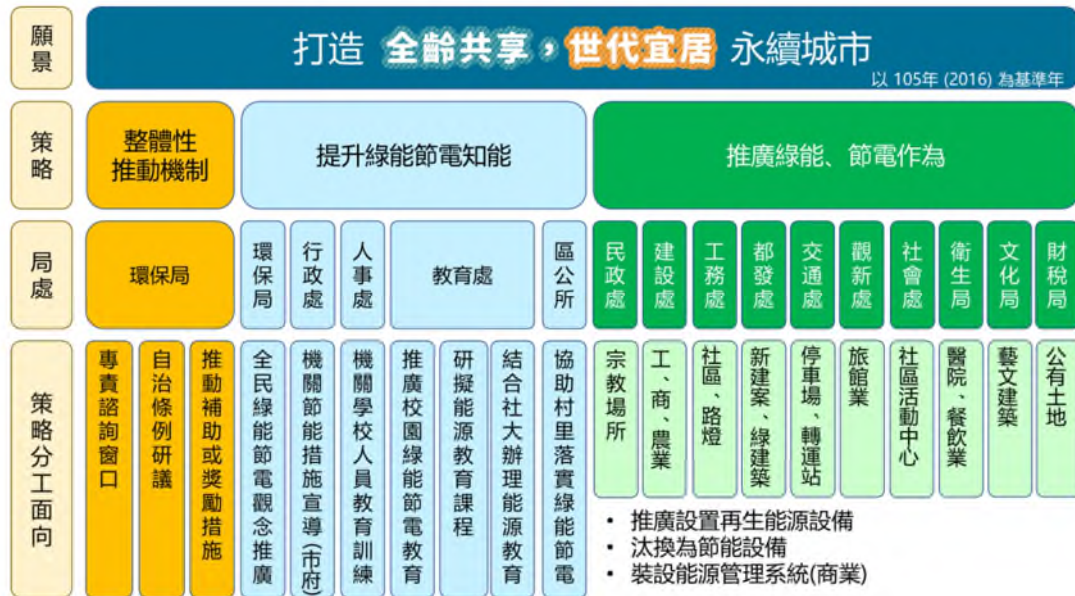 願景
打造 全齡共享，世代宜居 永續城市
以 105年 (2016) 為基準年
策略
整體性
推動機制
提升綠能節電知能
推廣綠能、節電作為
局處
環保局
環保局
行政處
人事處
教育處
區公所
民政處
建設處
工務處
都發處
交通處
觀新處
社會處
衛生局
文化局
財稅局
策略分工面向
專責諮詢窗口
自治條例研議
推動補助或獎勵措施
全民綠能節電觀念推廣
機關節能措施宣導(市府)
機關學校人員教育訓練
推廣校園綠能節電教育
研擬能源教育課程
結合社大辦理能源教育
協助村里落實綠能節電
宗教場所
工、商、農業
社區、路燈
新建案、綠建築
停車場、轉運站
旅館業
社區活動中心
醫院、餐飲業
藝文建築
公有土地
• 推廣設置再生能源設備
• 汰換為節能設備
• 裝設能源管理系統(商業)